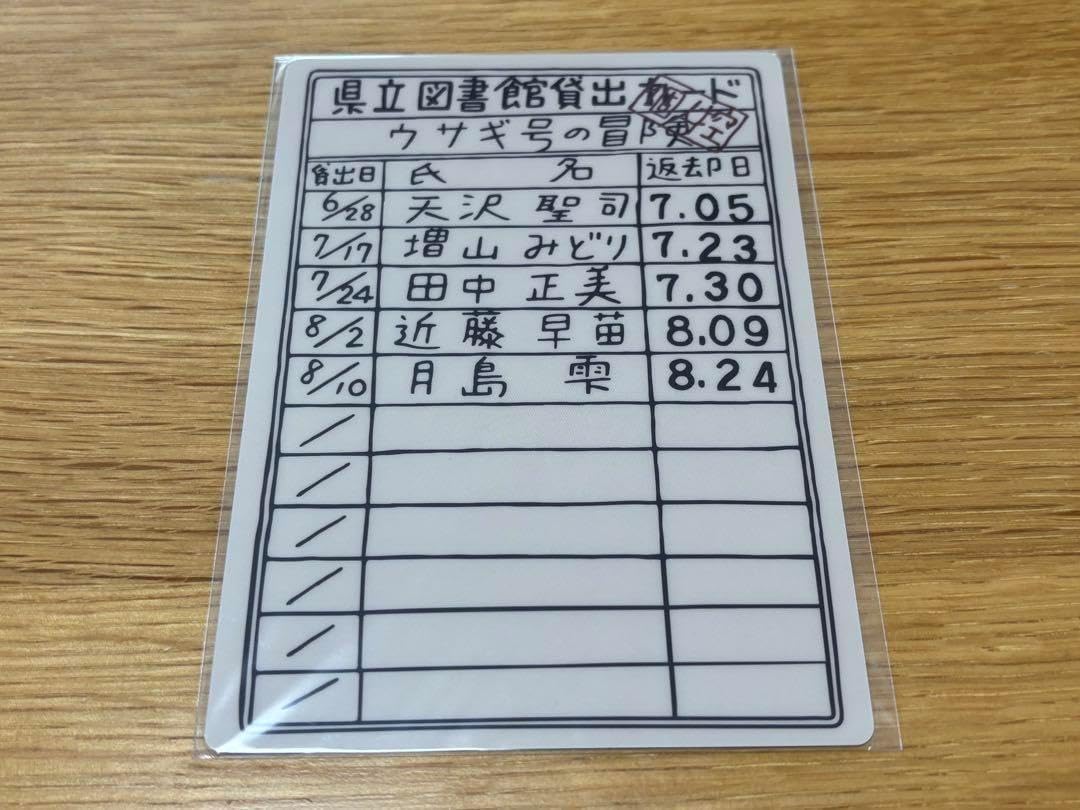 県立図書館貸出カード
ウサギ号の冒険
貸出日 氏名 返却日
6/28 天沢 聖司 7.05
7/17 増山 みどり 7.23
7/24 田中 正美 7.30
8/2 近藤 早苗 8.09
8/10 月島 雫 8.24
/
/
/
/
/
/